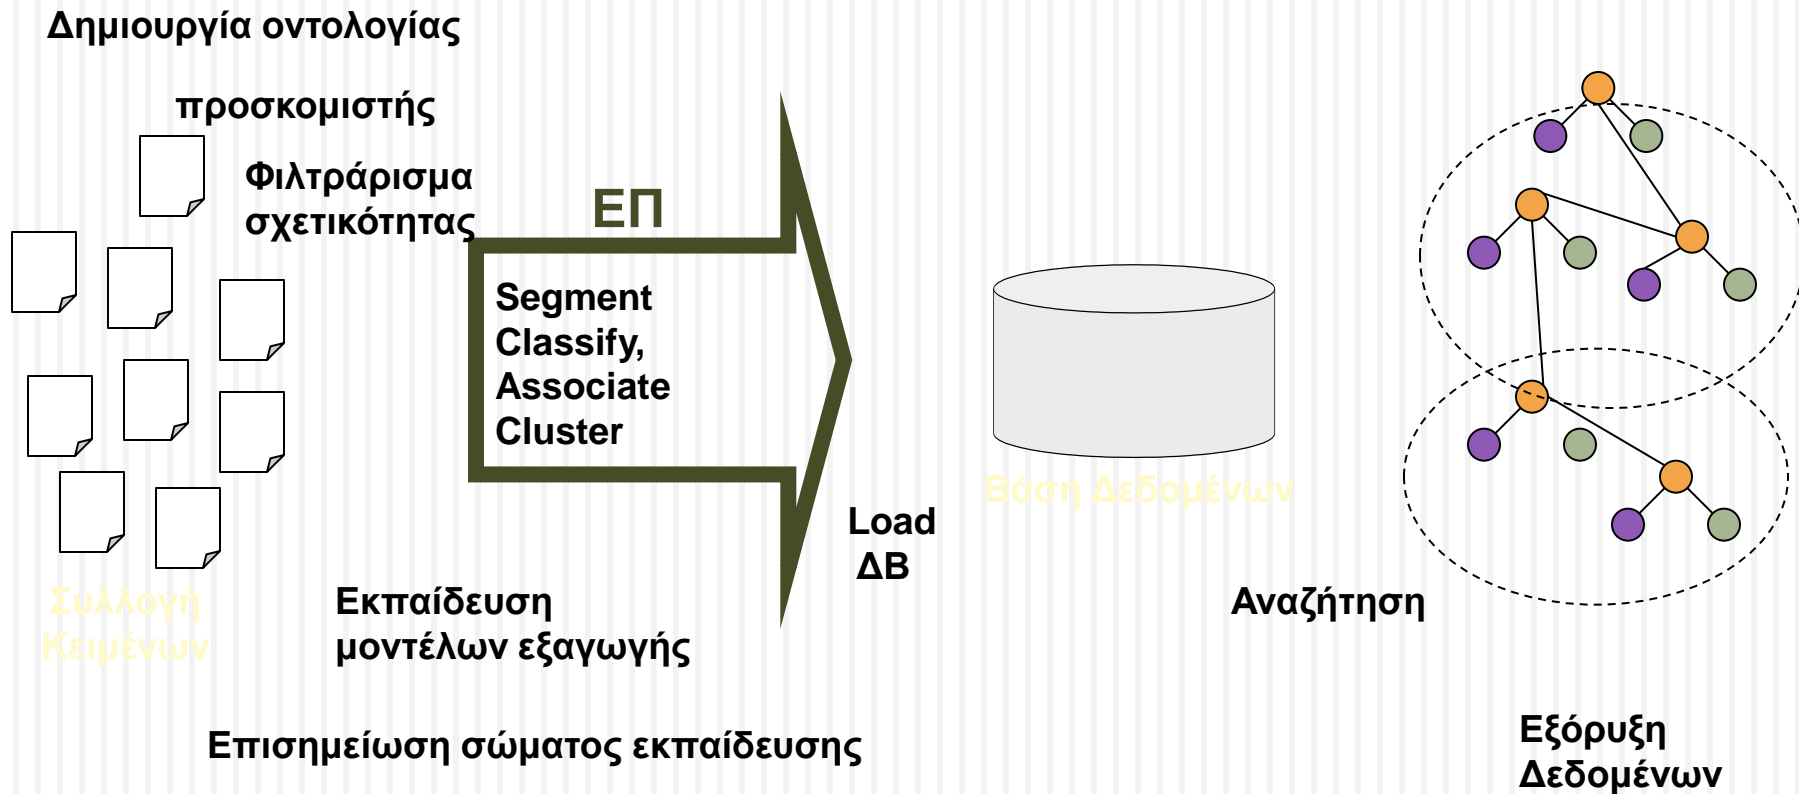 Δημιουργία οντολογίας
προσκομιστής
Φιλτράρισμα
σχετικότητας
ΕΠ
Segment
Classify,
Associate
Cluster
Load
ΔΒ
Βάση Δεδομένων
Συλλογή
Κειμένων
Εκπαίδευση
μοντέλων εξαγωγής
Αναζήτηση
Επισημείωση σώματος εκπαίδευσης
Εξόρυξη
Δεδομένων